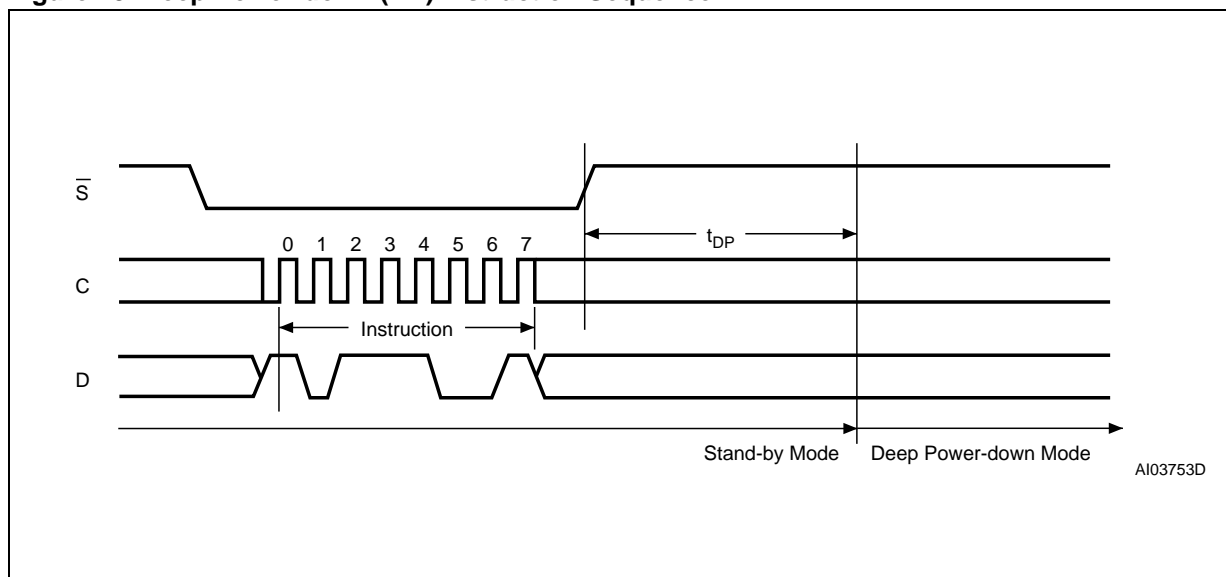 S
tDP
0 1 2 3 4 5 6 7
C
Instruction
D
Stand-by Mode Deep Power-down Mode
AI03753D